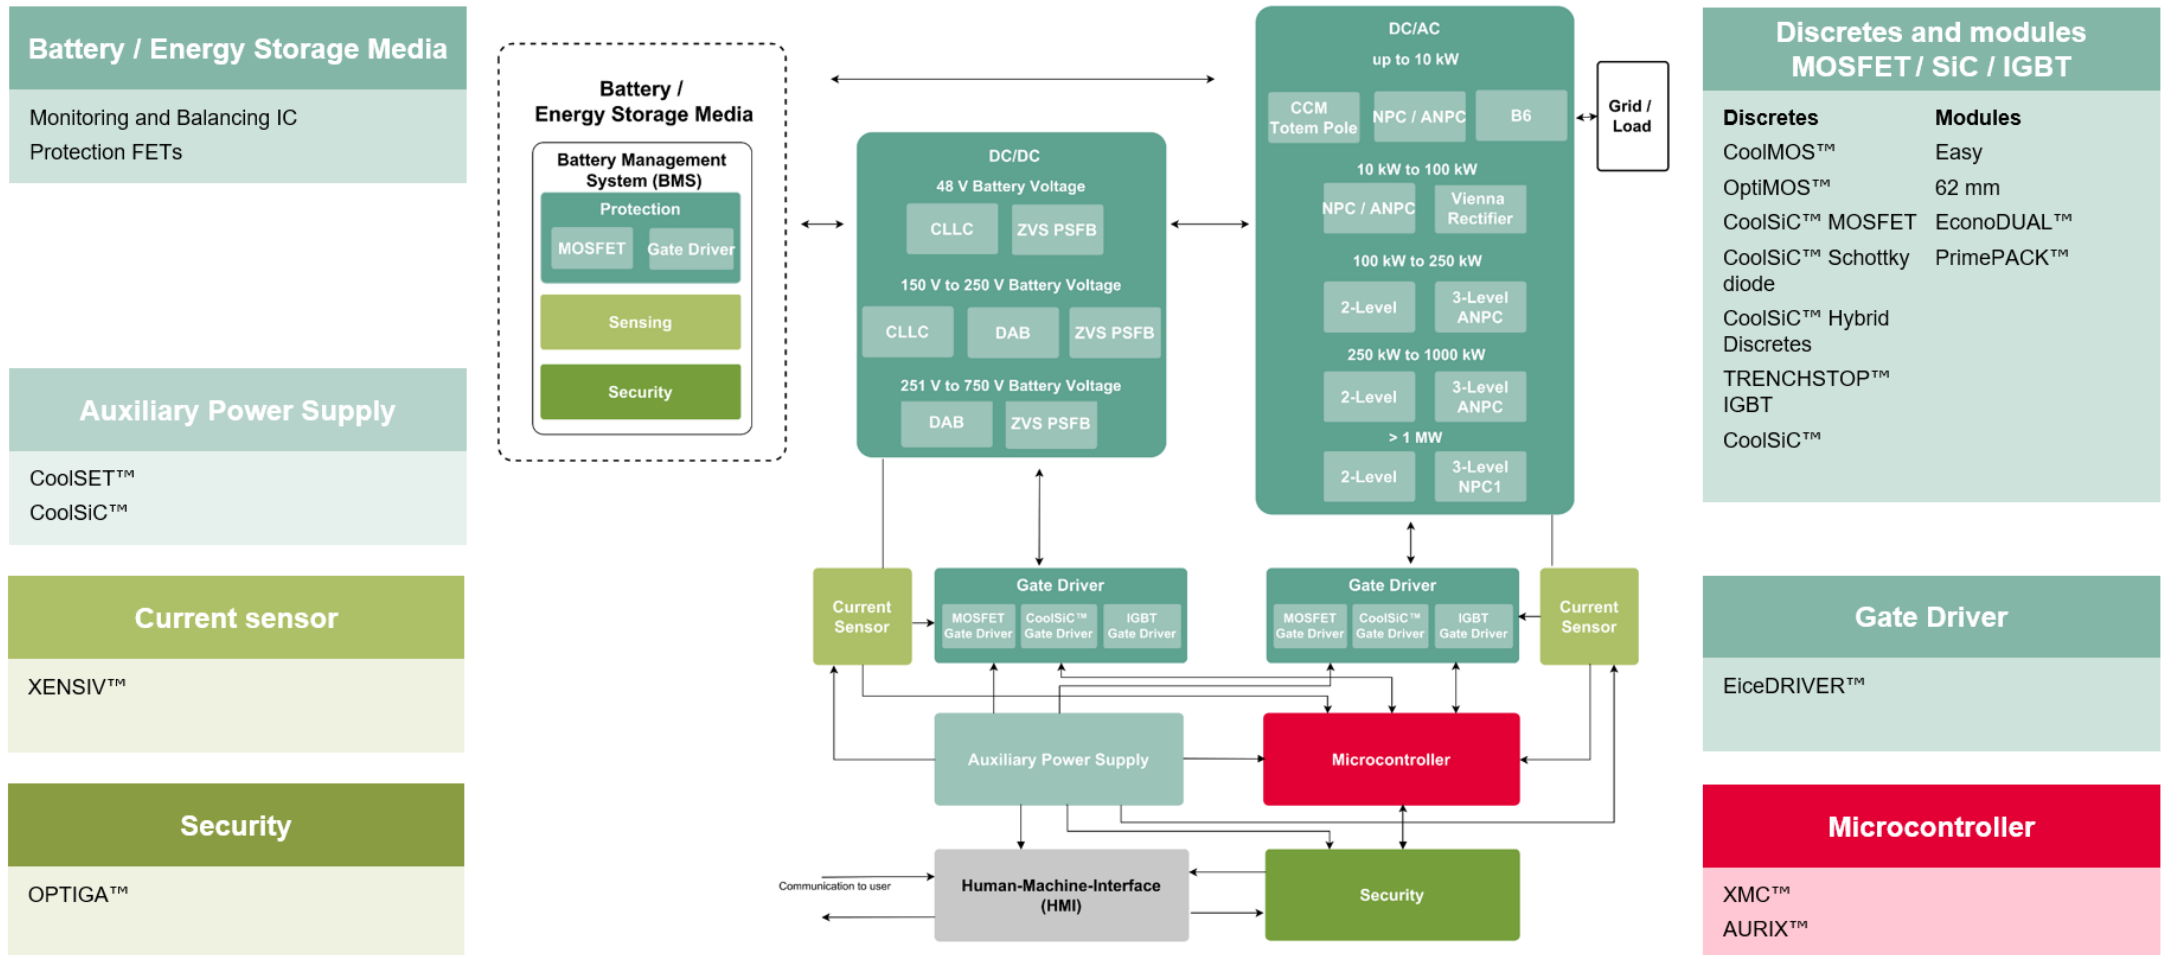 Battery / Energy Storage Media
Monitoring and Balancing IC
Protection FETs
Auxiliary Power Supply
CoolSET™
CoolSiC™
Current sensor
XENSIV™
Security
OPTIGA™
Battery /
Energy Storage Media
Battery Management
System (BMS)
Protection
MOSFET
Gate Driver
Sensing
Security
DC/DC
48 V Battery Voltage
CLLC
ZVS PSFB
150 V to 250 V Battery Voltage
CLLC
DAB
ZVS PSFB
251 V to 750 V Battery Voltage
DAB
ZVS PSFB
DC/AC
up to 10 kW
CCM
Totem Pole
NPC / ANPC
B6
10 kW to 100 kW
NPC / ANPC
Vienna
Rectifier
100 kW to 250 kW
2-Level
3-Level
ANPC
250 kW to 1000 kW
2-Level
3-Level
ANPC
> 1 MW
2-Level
3-Level
NPC1
Grid /
Load
Current
Sensor
Gate Driver
MOSFET
Gate Driver
CoolSiC™
Gate Driver
IGBT
Gate Driver
Gate Driver
MOSFET
Gate Driver
CoolSiC™
Gate Driver
IGBT
Gate Driver
Current
Sensor
Auxiliary Power Supply
Microcontroller
Communication to user
Human-Machine-Interface
(HMI)
Security
Discretes and modules
MOSFET / SiC / IGBT
Discretes
CoolMOS™
OptiMOS™
CoolSiC™ MOSFET
CoolSiC™ Schottky
diode
CoolSiC™ Hybrid
Discretes
TRENCHSTOP™
IGBT
CoolSiC™
Modules
Easy
62 mm
EconoDUAL™
PrimePACK™
Gate Driver
EiceDRIVER™
Microcontroller
XMC™
AURIX™